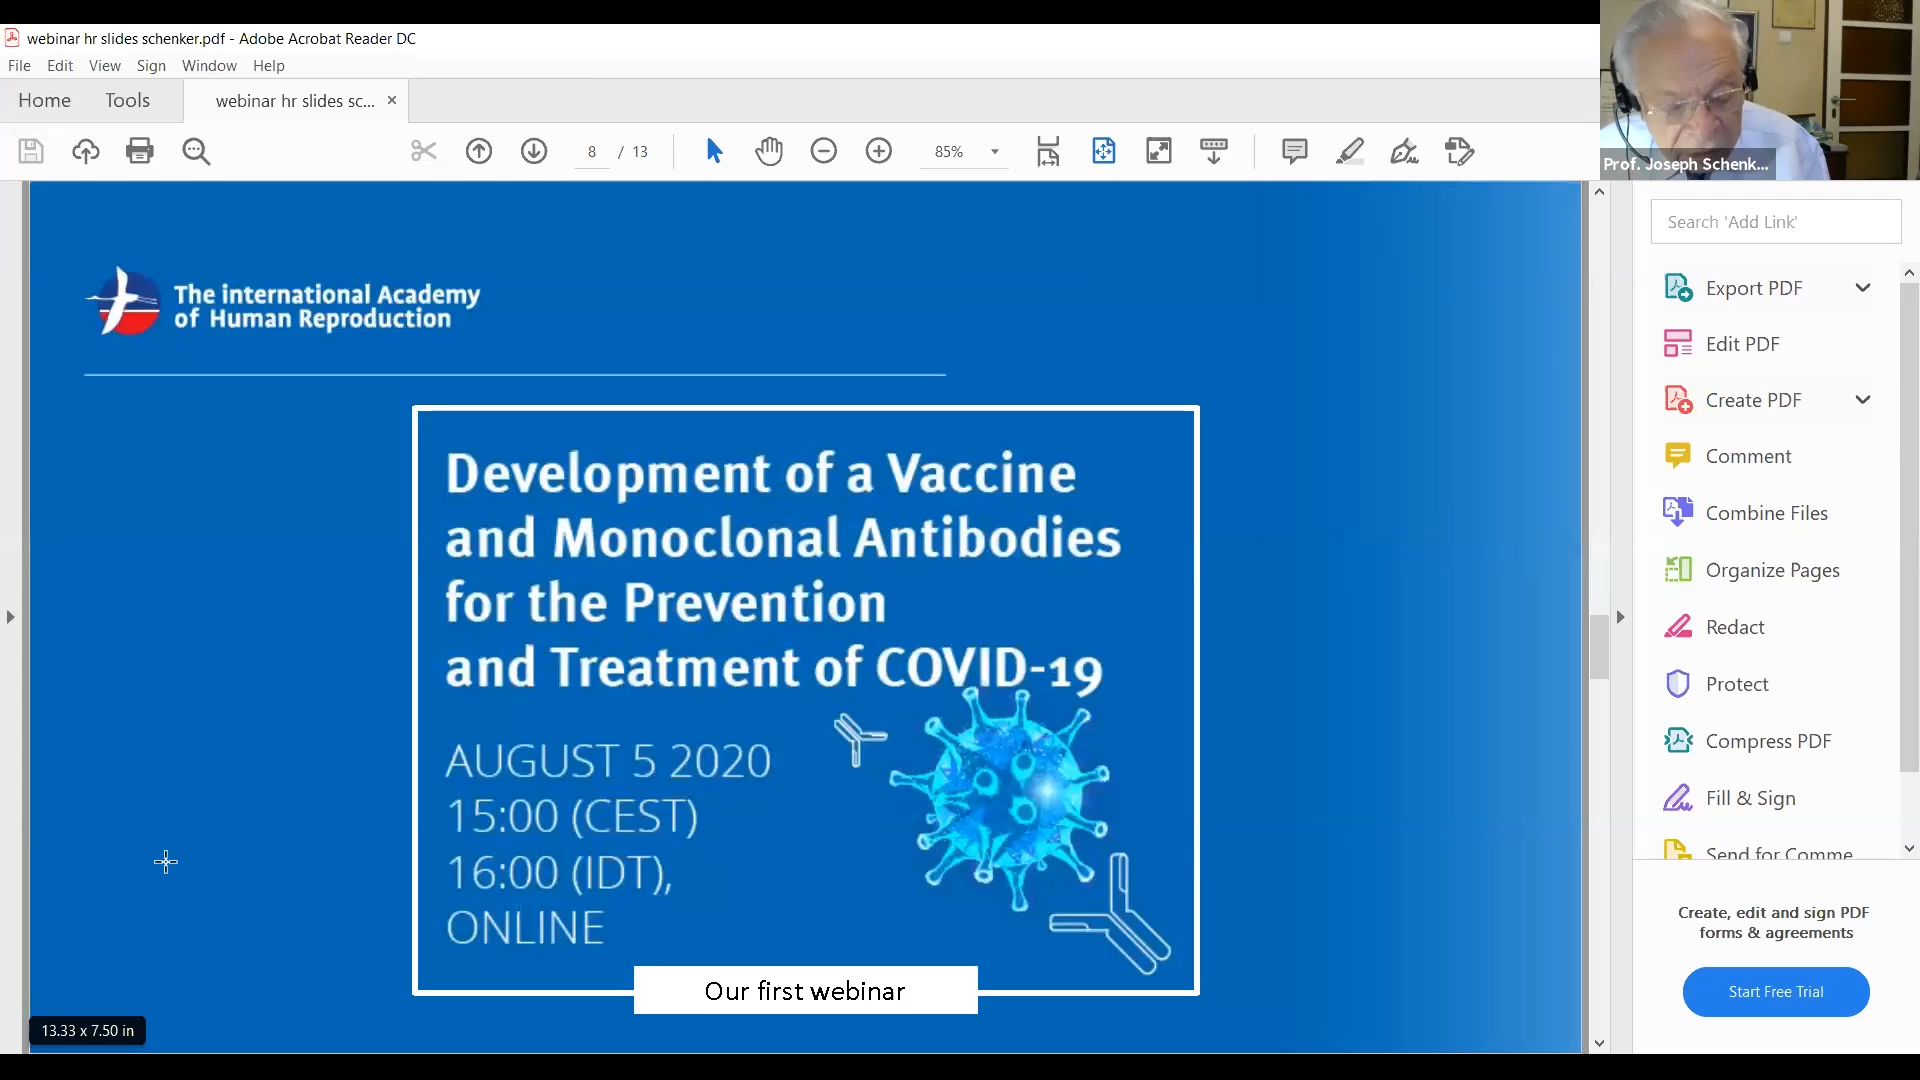 webinar hr slides schenker.pdf - Adobe Acrobat Reader DC
File Edit View Sign Window Help
Home Tools webinar hr slides sc... ×
8 / 13 85%
Prof. Joseph Schenk...
The international Academy
of Human Reproduction
Development of a Vaccine
and Monoclonal Antibodies
for the Prevention
and Treatment of COVID-19
AUGUST 5 2020
15:00 (CEST)
16:00 (IDT),
ONLINE
Our first webinar
13.33 x 7.50 in
Search 'Add Link'
Export PDF
Edit PDF
Create PDF
Comment
Combine Files
Organize Pages
Redact
Protect
Compress PDF
Fill & Sign
Send for Comme
Create, edit and sign PDF
forms & agreements
Start Free Trial